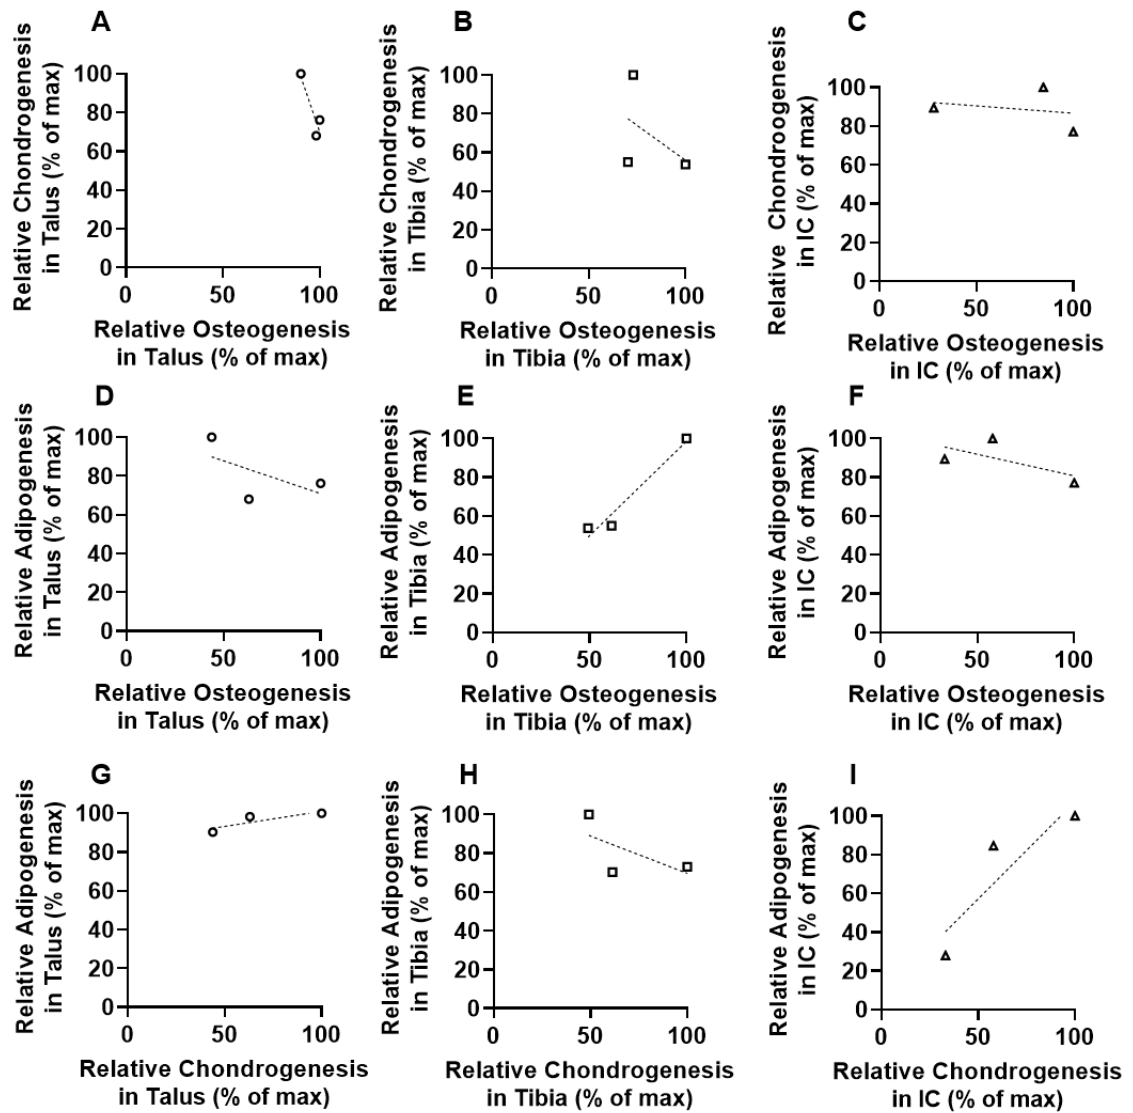 A
Relative Chondrogenesis
in Talus (% of max)
100
80
60
40
20
0
0 50 100
Relative Osteogenesis
in Talus (% of max)
B
Relative Chondrogenesis
in Tibia (% of max)
100
80
60
40
20
0
0 50 100
Relative Osteogenesis
in Tibia (% of max)
C
Relative Chondroogenesis
in IC (% of max)
100
80
60
40
20
0
0 50 100
Relative Osteogenesis
in IC (% of max)
D
Relative Adipogenesis
in Talus (% of max)
100
80
60
40
20
0
0 50 100
Relative Osteogenesis
in Talus (% of max)
E
Relative Adipogenesis
in Tibia (% of max)
100
80
60
40
20
0
0 50 100
Relative Osteogenesis
in Tibia (% of max)
F
Relative Adipogenesis
in IC (% of max)
100
80
60
40
20
0
0 50 100
Relative Osteogenesis
in IC (% of max)
G
Relative Adipogenesis
in Talus (% of max)
100
80
60
40
20
0
0 50 100
Relative Chondrogenesis
in Talus (% of max)
H
Relative Adipogenesis
in Tibia (% of max)
100
80
60
40
20
0
0 50 100
Relative Chondrogenesis
in Tibia (% of max)
I
Relative Adipogenesis
in IC (% of max)
100
80
60
40
20
0
0 50 100
Relative Chondrogenesis
in IC (% of max)